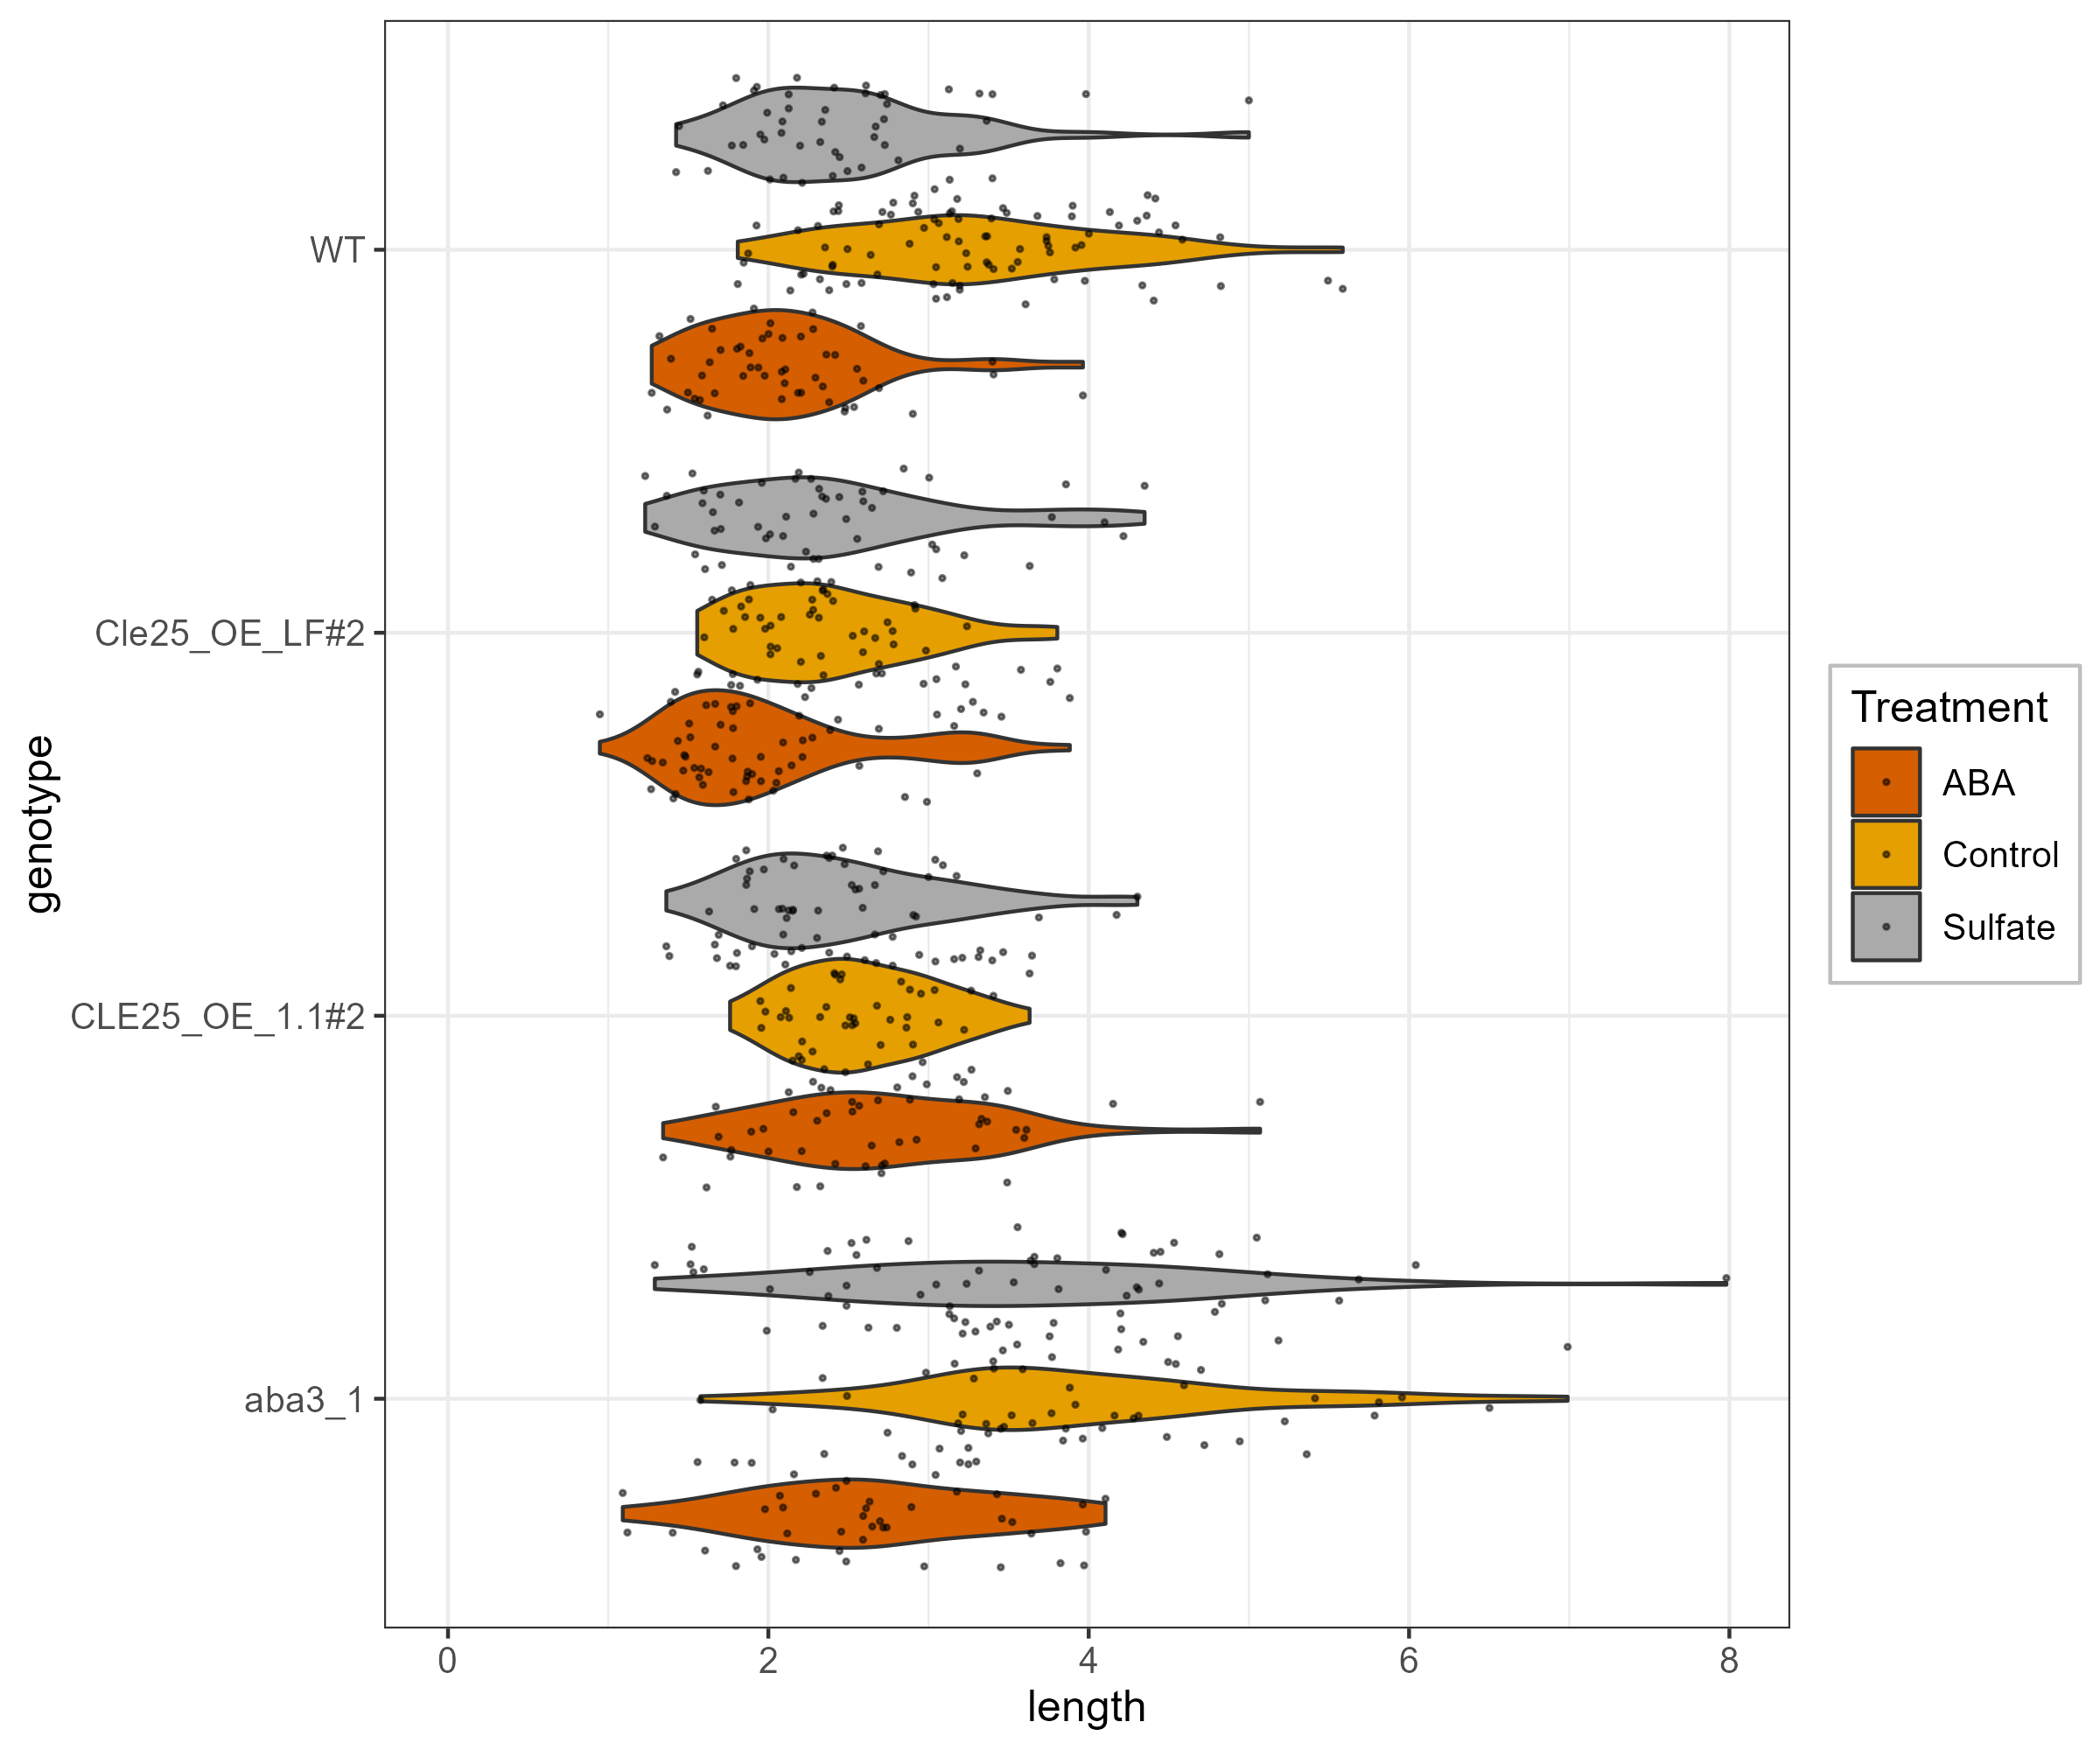 WT
Cle25_OE_LF#2
CLE25_OE_1.1#2
aba3_1
genotype
0 2 4 6 8
length
Treatment
ABA
Control
Sulfate